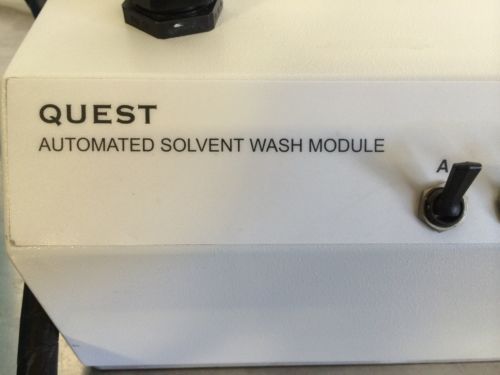 QUEST
AUTOMATED SOLVENT WASH MODULE
A